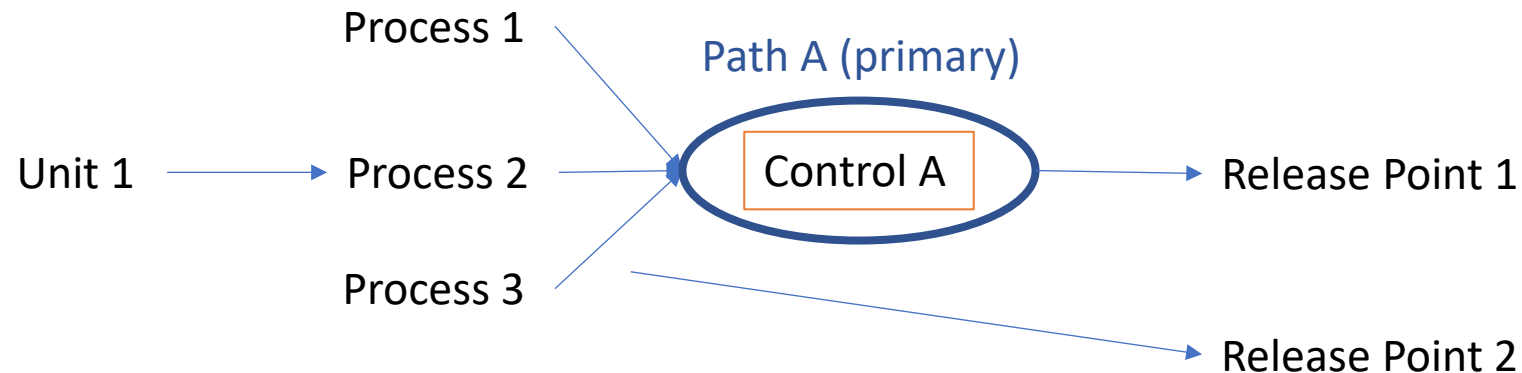 Process 1
Path A (primary)
Unit 1
Process 2
Control A
Release Point 1
Process 3
Release Point 2